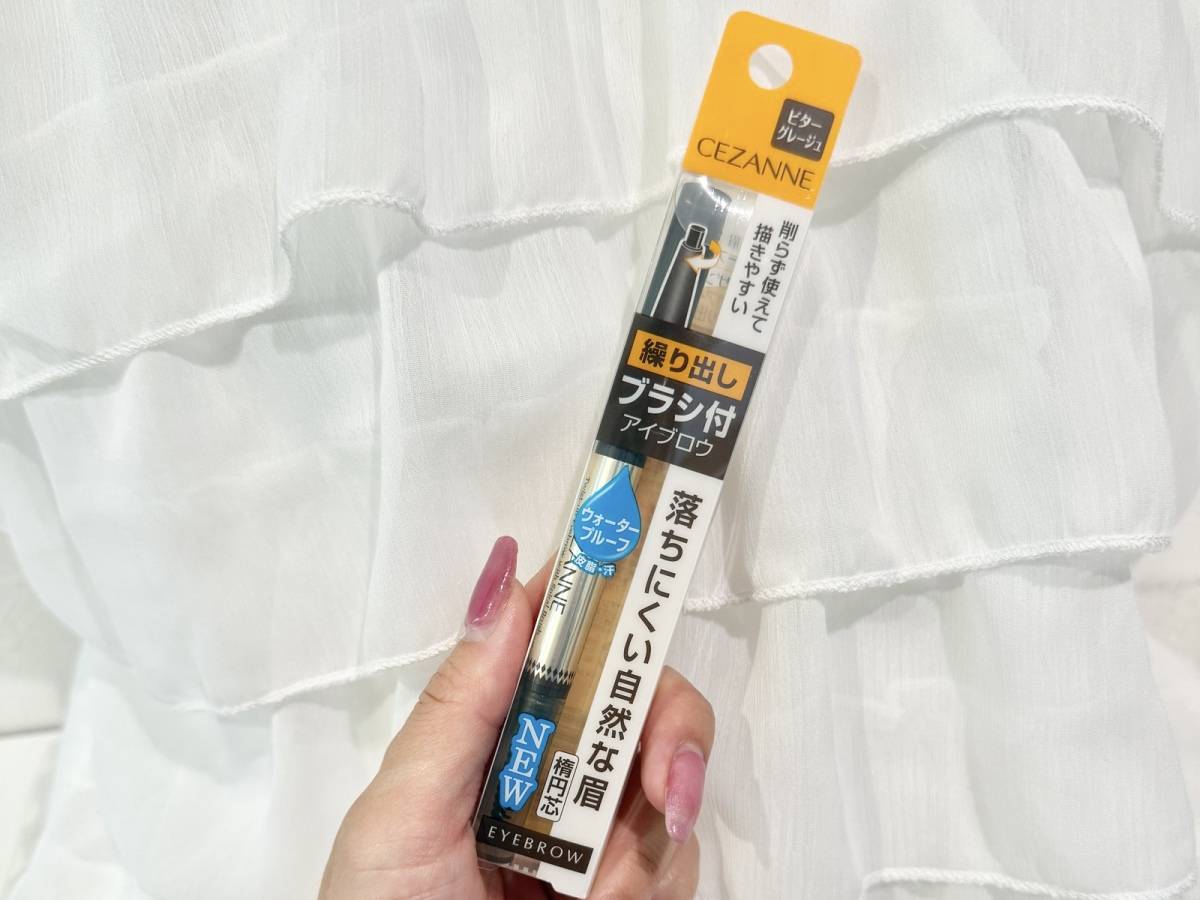 ビター
グレージュ
CEZANNE
削らず使えて
描きやすい
繰り出し
ブラシ付
アイブロウ
ウォーター
プルーフ
皮脂・汗
落ちにくい自然な眉
NEW
楕円芯
EYEBROW